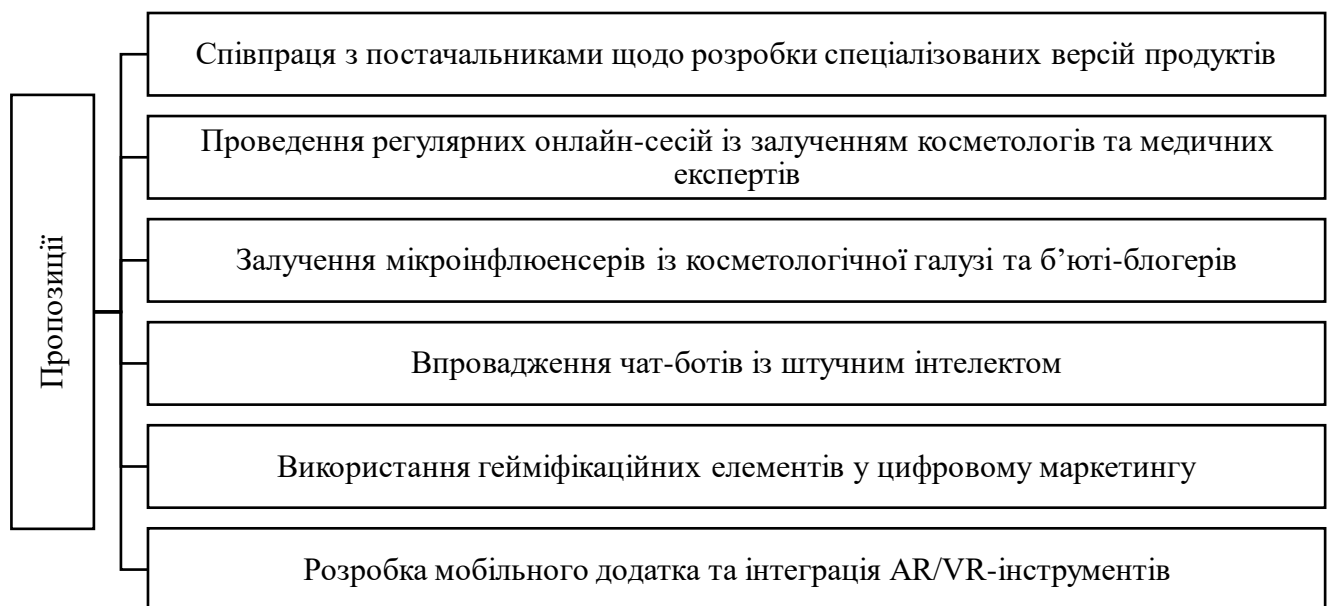 Співпраця з постачальниками щодо розробки спеціалізованих версій продуктів
Проведення регулярних онлайн-сесій із залученням косметологів та медичних
експертів
Залучення мікроінфлюенсерів із косметологічної галузі та б’юті-блогерів
Пропозиції
Впровадження чат-ботів із штучним інтелектом
Використання гейміфікаційних елементів у цифровому маркетингу
Розробка мобільного додатка та інтеграція AR/VR-інструментів